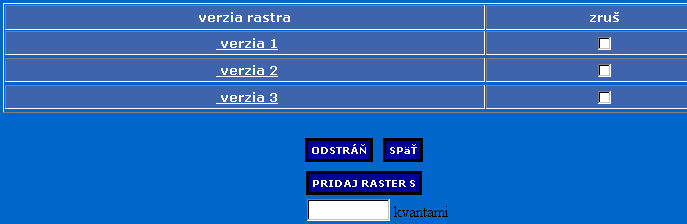 verzia rastra zruš
verzia 1
verzia 2
verzia 3
ODSTRÁŇ SPäŤ
PRIDAJ RASTER S
kvantami